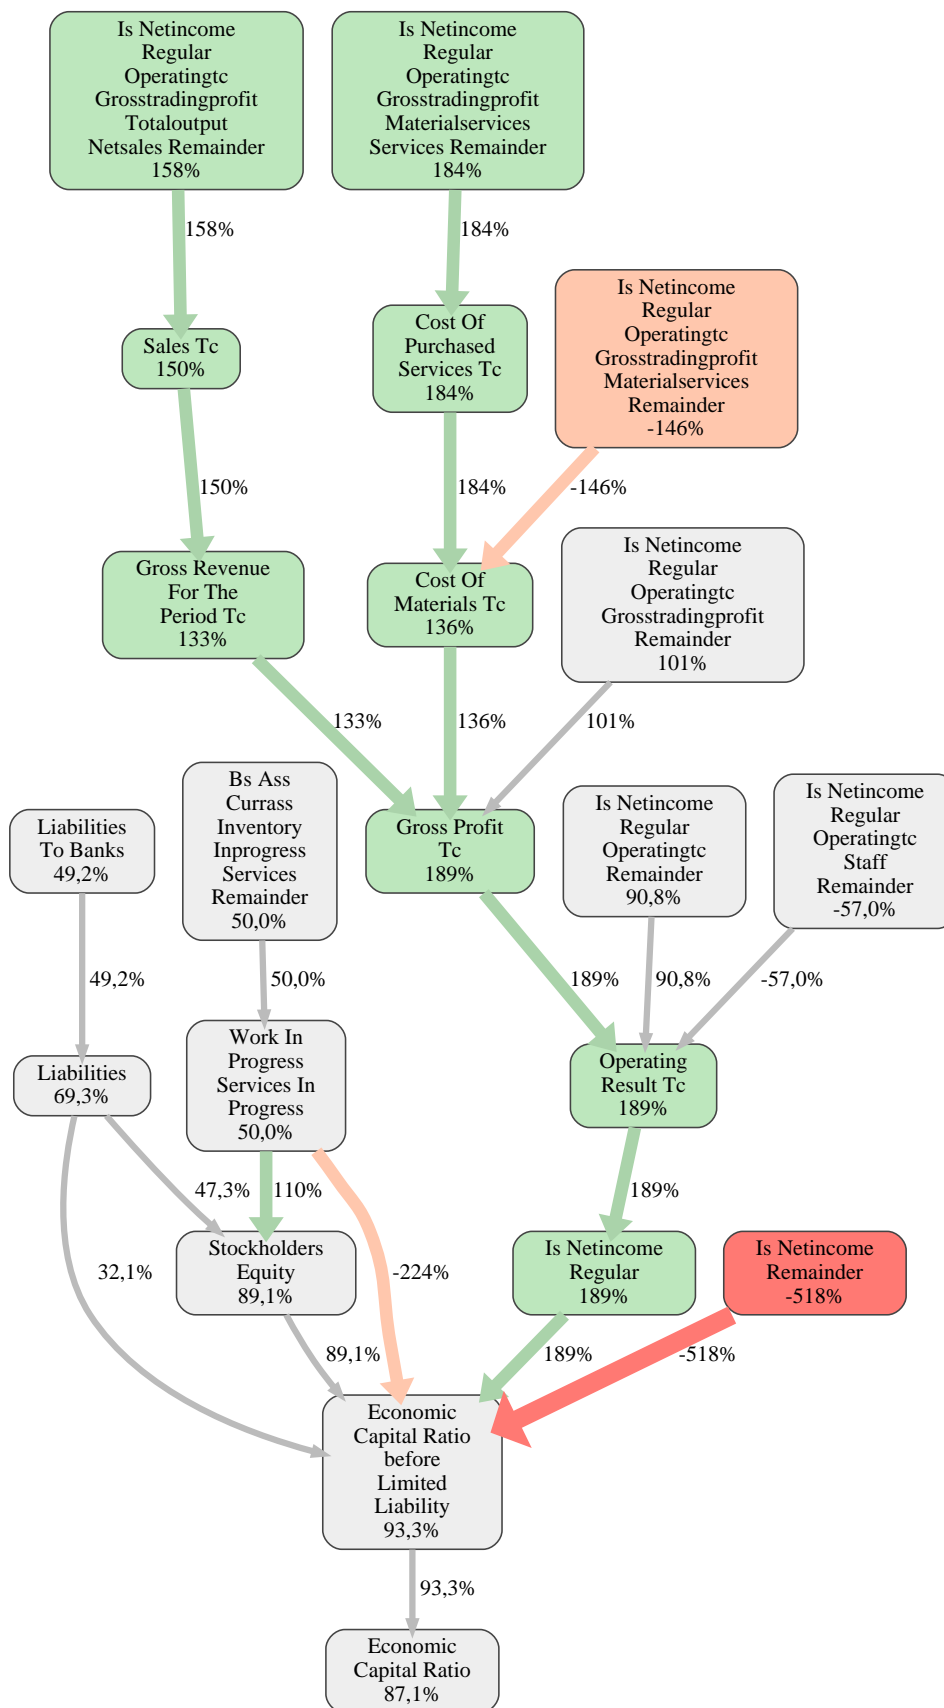 Is Netincome
Regular
Operatingtc
Grosstradingprofit
Totaloutput
Netsales Remainder
158%
Is Netincome
Regular
Operatingtc
Grosstradingprofit
Materialservices
Services Remainder
184%
158%
184%
Sales Tc
150%
Cost Of
Purchased
Services Tc
184%
Is Netincome
Regular
Operatingtc
Grosstradingprofit
Materialservices
Remainder
-146%
150%
184%
-146%
Gross Revenue
For The
Period Tc
133%
Cost Of
Materials Tc
136%
Is Netincome
Regular
Operatingtc
Grosstradingprofit
Remainder
101%
133%
136%
101%
Liabilities
To Banks
49,2%
Bs Ass
Currass
Inventory
Inprogress
Services
Remainder
50,0%
Gross Profit
Tc
189%
Is Netincome
Regular
Operatingtc
Remainder
90,8%
Is Netincome
Regular
Operatingtc
Staff
Remainder
-57,0%
49,2%
50,0%
189%
90,8%
-57,0%
Liabilities
69,3%
Work In
Progress
Services In
Progress
50,0%
Operating
Result Tc
189%
47,3%
110%
189%
32,1%
Stockholders
Equity
89,1%
-224%
Is Netincome
Regular
189%
Is Netincome
Remainder
-518%
89,1%
189%
-518%
Economic
Capital Ratio
before
Limited
Liability
93,3%
93,3%
Economic
Capital Ratio
87,1%